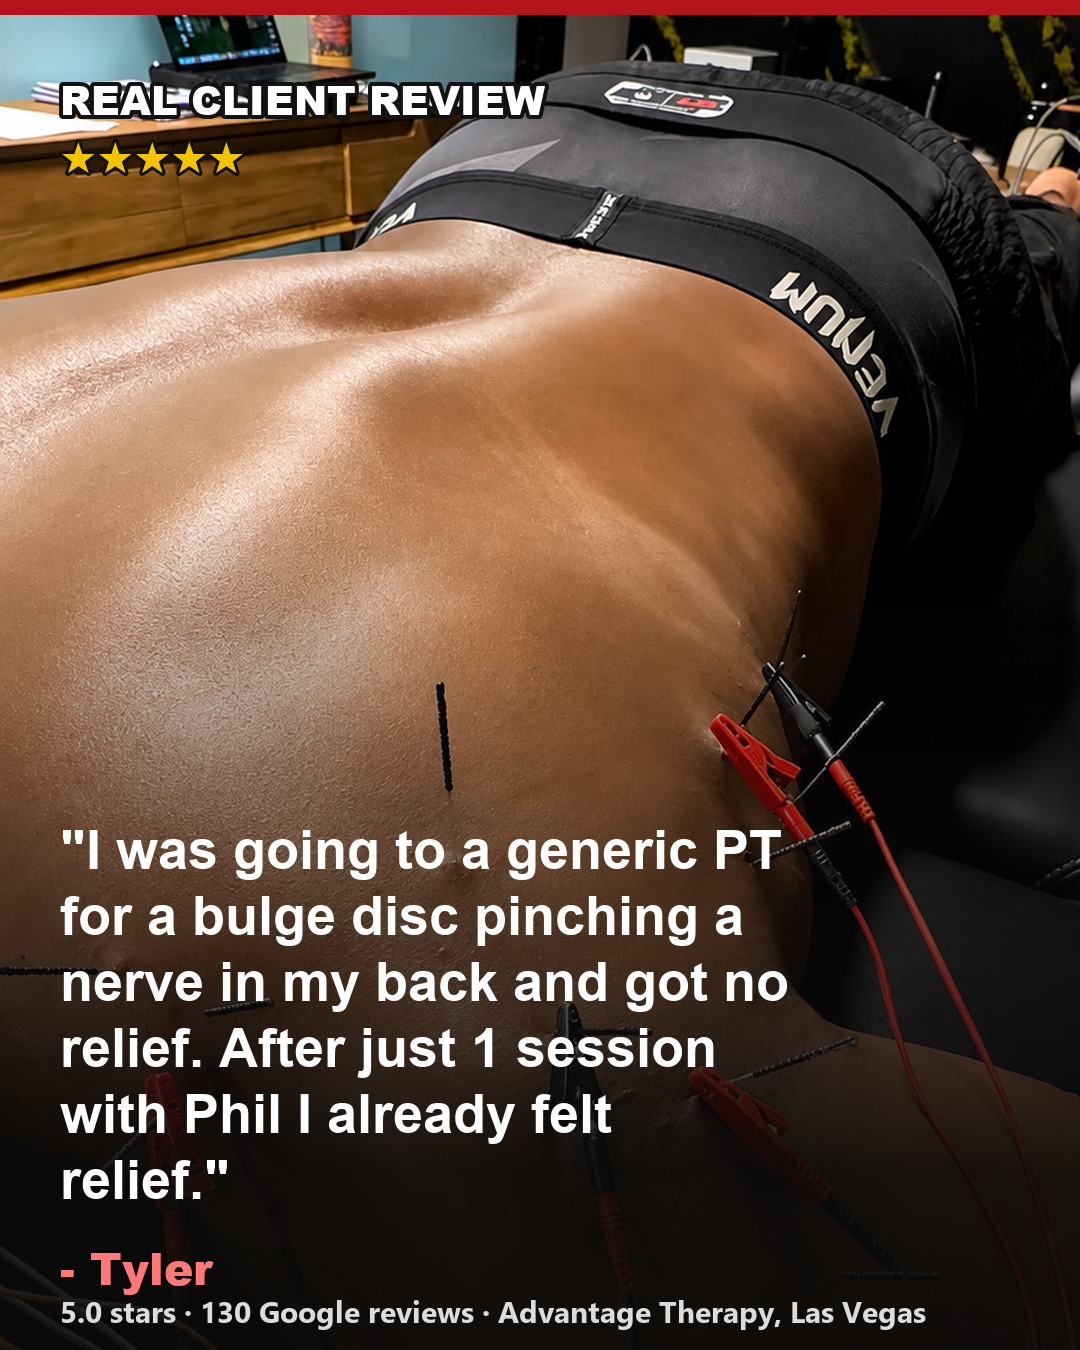 REAL CLIENT REVIEW
★★★★★
VENUM
"I was going to a generic PT
for a bulge disc pinching a
nerve in my back and got no
relief. After just 1 session
with Phil I already felt
relief."
- Tyler
5.0 stars · 130 Google reviews · Advantage Therapy, Las Vegas